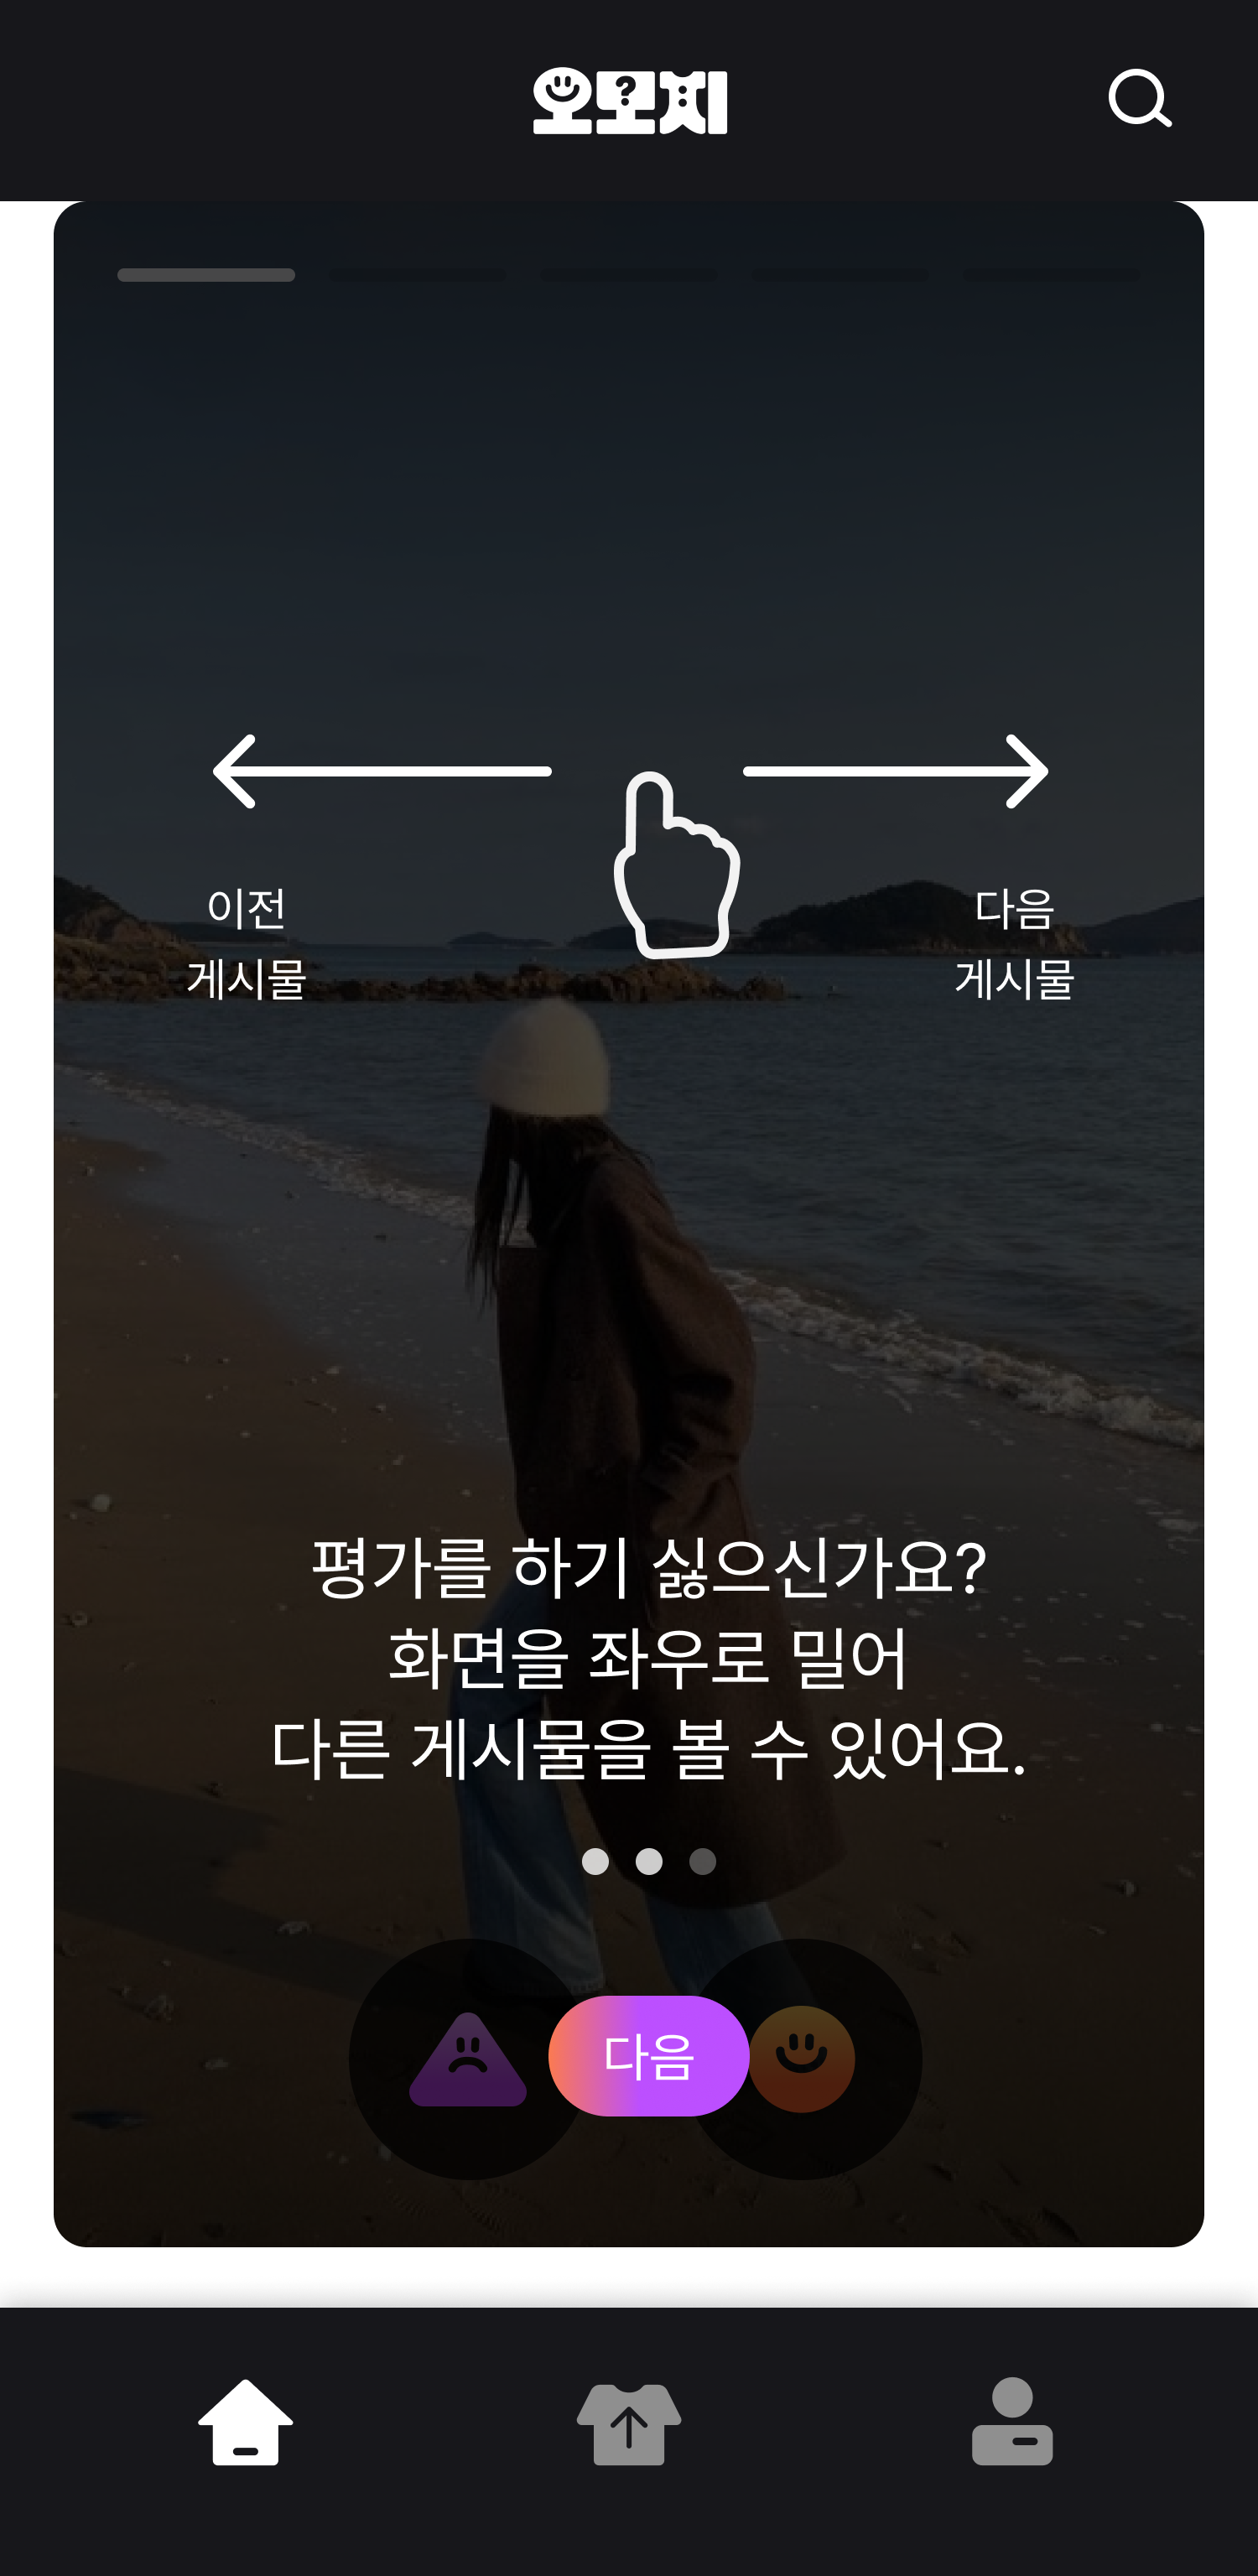 오모지
이전
게시물
다음
게시물
평가를 하기 싫으신가요?
화면을 좌우로 밀어
다른 게시물을 볼 수 있어요.
다음